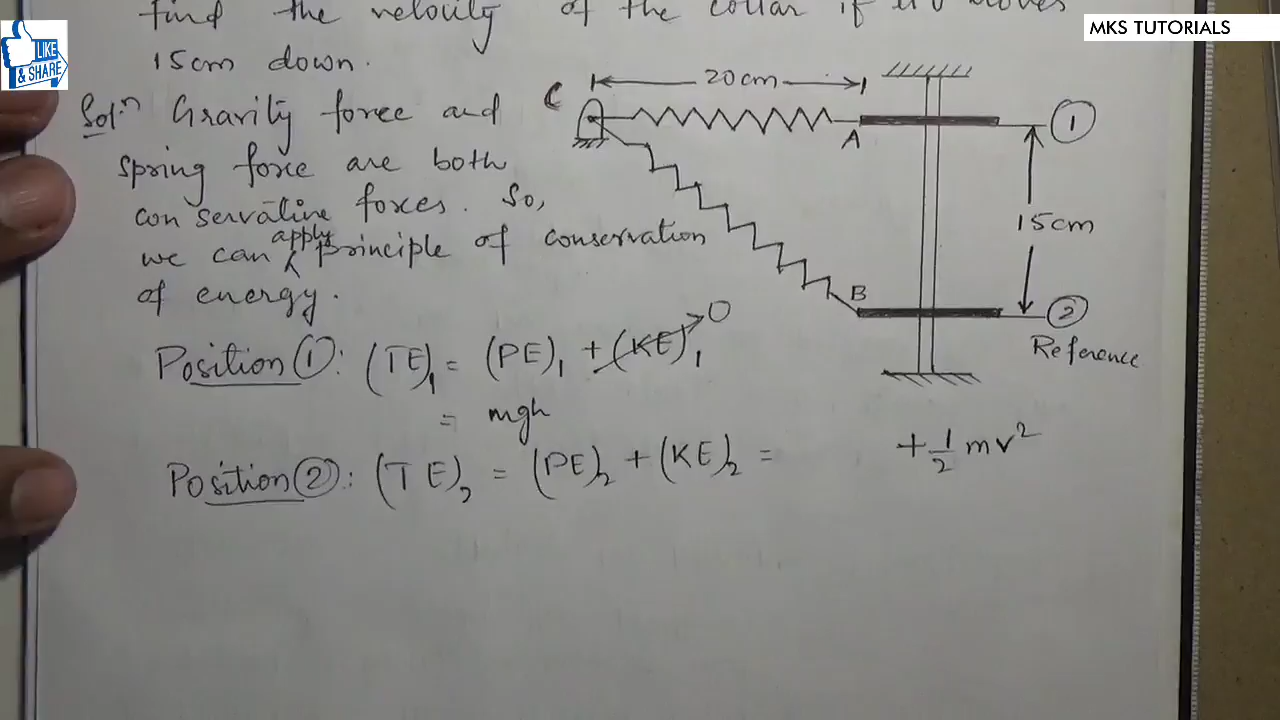 find the velocity of the collar if it moves
15cm down.
MKS TUTORIALS
LIKE
& SHARE
Sol:n Gravity force and
spring force are both
conservative forces. So,
we can apply principle of conservation
of energy.
C
20cm
A
1
15cm
B
2
Reference
Position 1: (TE)₁ = (PE)₁ + (KE)₁ → 0
= mgh
Position 2: (TE)₂ = (PE)₂ + (KE)₂ = + 1/2 mv²